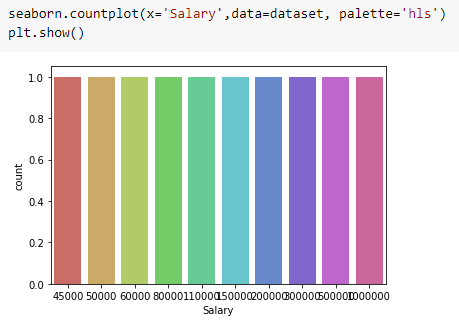 seaborn.countplot(x='Salary',data=dataset, palette='hls')
plt.show()
1.0
0.8
0.6
0.4
0.2
0.0
count
45000 50000 60000 80000 110000 150000 200000 300000 500000 1000000
Salary